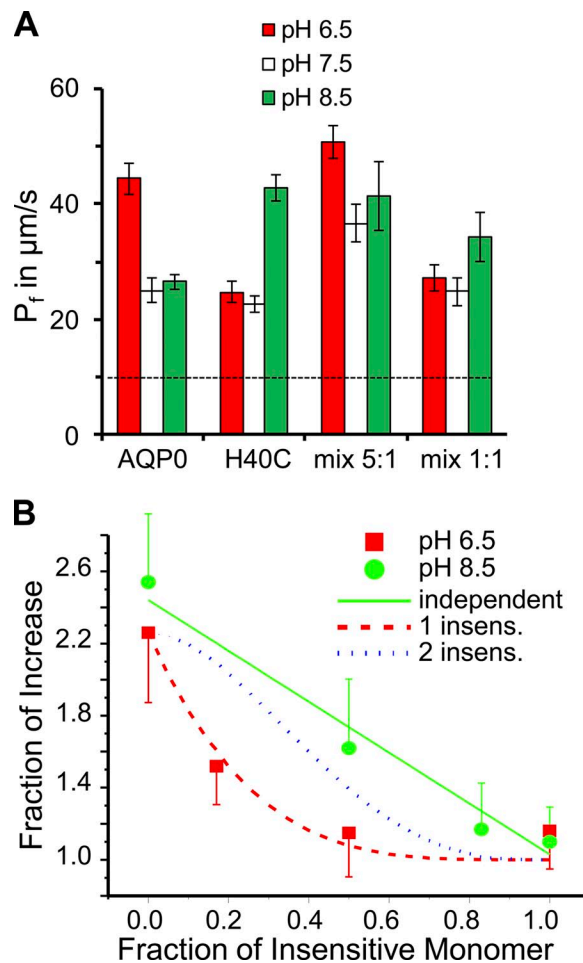 A
pH 6.5
pH 7.5
pH 8.5
60
40
20
0
Pf in μm/s
AQP0 H40C mix 5:1 mix 1:1
B
pH 6.5
pH 8.5
independent
1 insens.
2 insens.
2.6
2.2
1.8
1.4
1.0
Fraction of Increase
0.0 0.2 0.4 0.6 0.8 1.0
Fraction of Insensitive Monomer